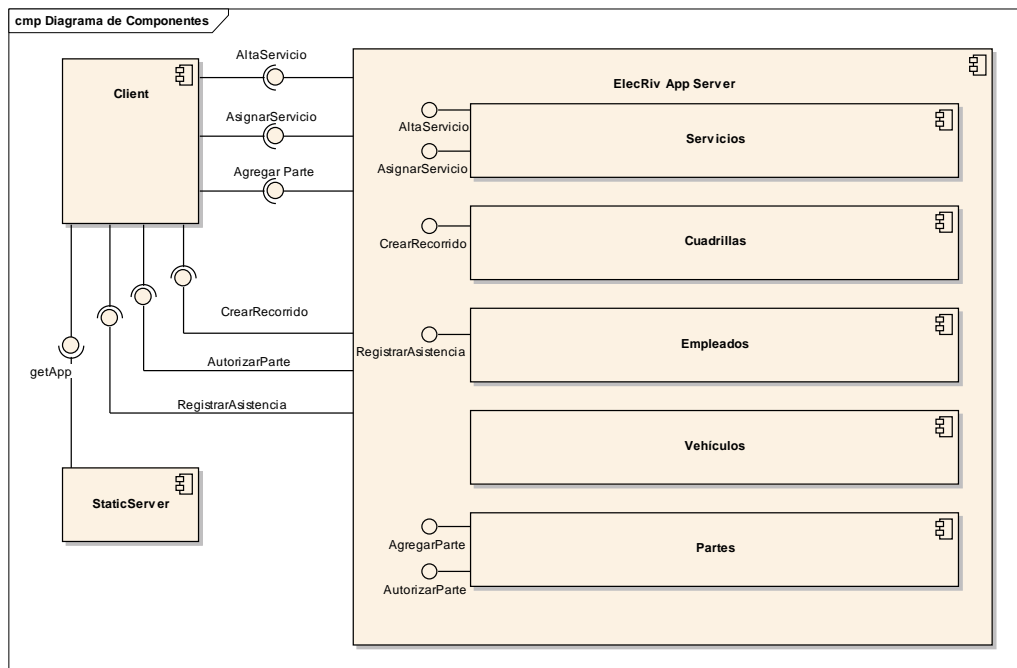 cmp Diagrama de Componentes
AltaServicio
Client
ElecRiv App Server
AltaServicio
Servicios
AsignarServicio
AsignarServicio
Agregar Parte
CrearRecorrido
Cuadrillas
CrearRecorrido
RegistrarAsistencia
Empleados
AutorizarParte
getApp
RegistrarAsistencia
Vehículos
StaticServer
AgregarParte
Partes
AutorizarParte